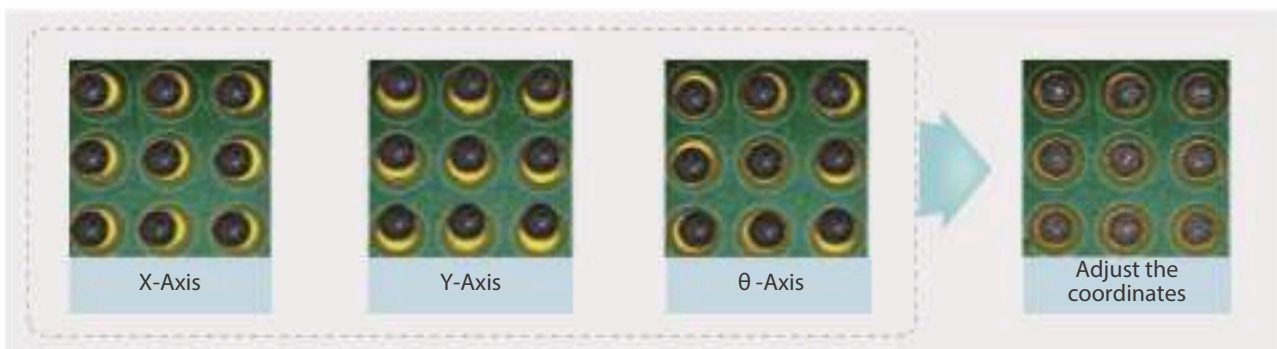 X-Axis
Y-Axis
θ -Axis
Adjust the
coordinates